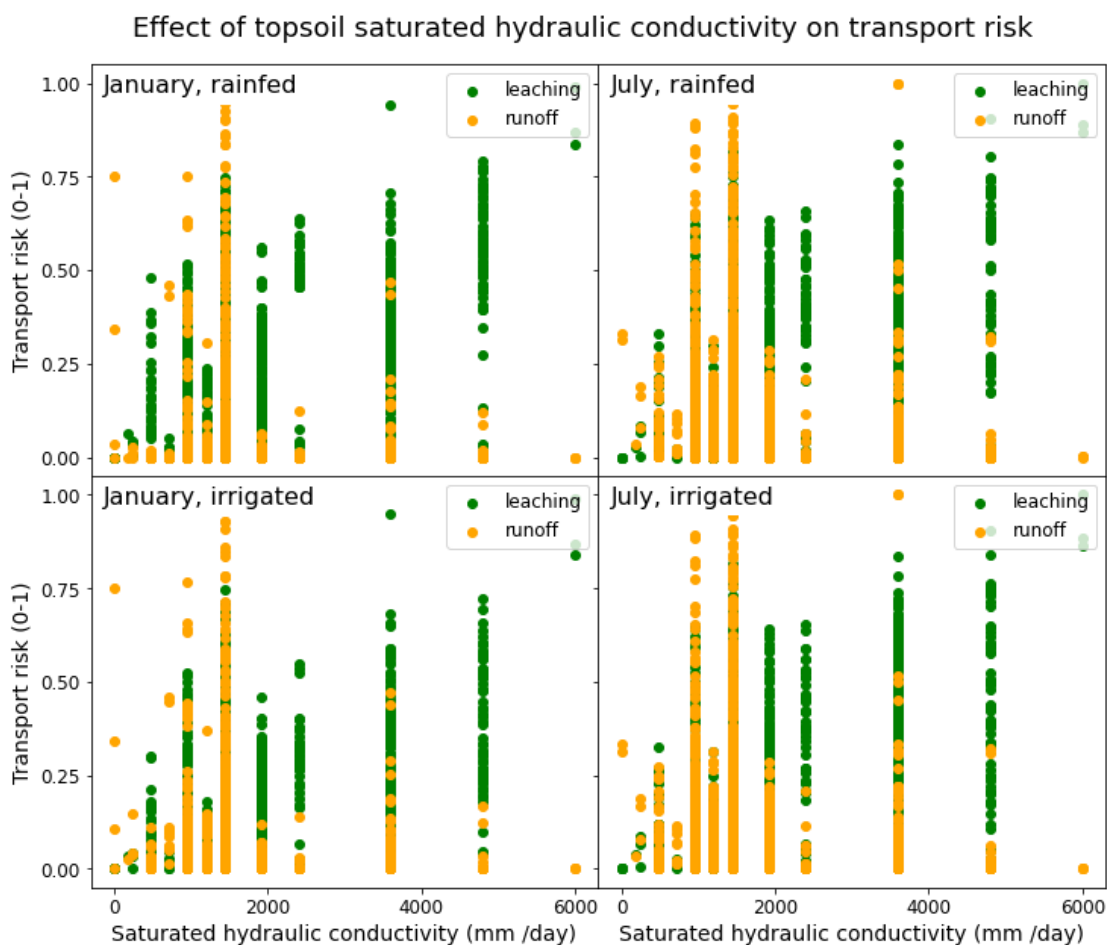 Effect of topsoil saturated hydraulic conductivity on transport risk
January, rainfed
leaching
runoff
July, rainfed
leaching
runoff
1.00
0.75
0.50
0.25
0.00
Transport risk (0-1)
January, irrigated
leaching
runoff
July, irrigated
leaching
runoff
1.00
0.75
0.50
0.25
0.00
Transport risk (0-1)
0 2000 4000 6000
0 2000 4000 6000
Saturated hydraulic conductivity (mm /day)
Saturated hydraulic conductivity (mm /day)